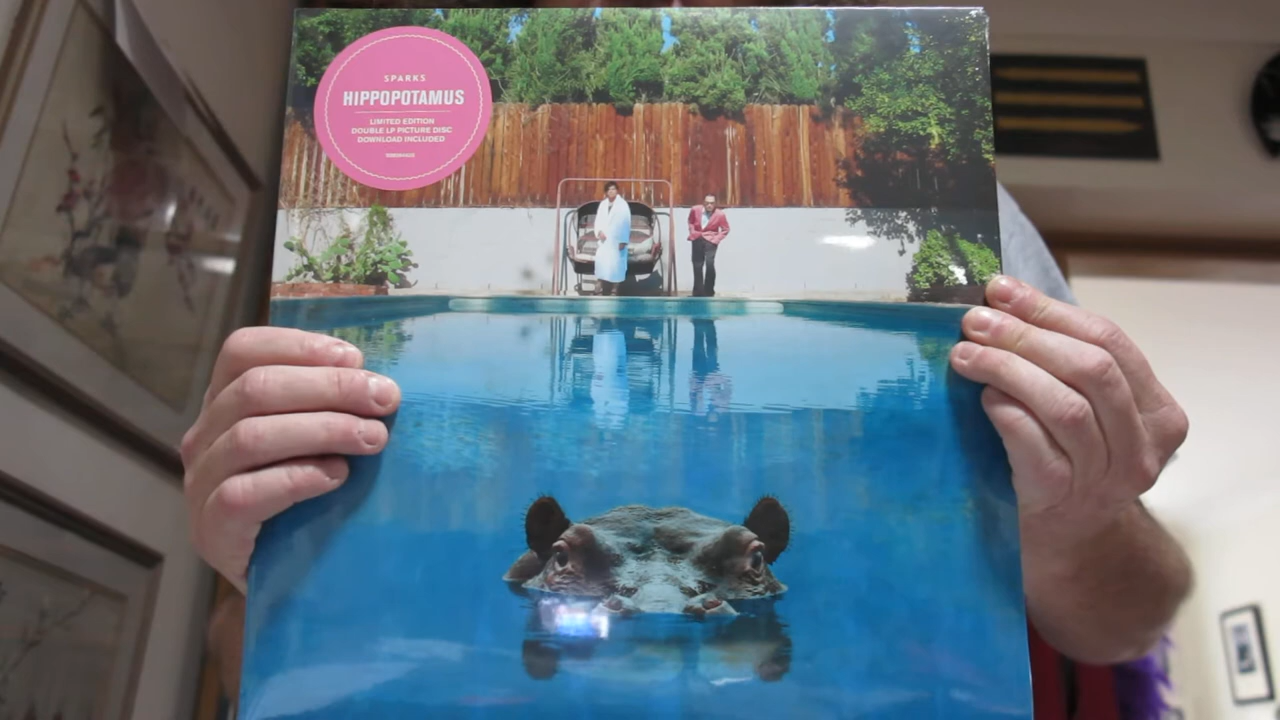 SPARKS
HIPPOPOTAMUS
LIMITED EDITION
DOUBLE LP PICTURE DISC
DOWNLOAD INCLUDED